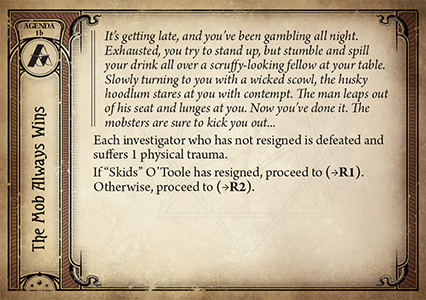 AGENDA
1b
The Mob Always Wins
It's getting late, and you've been gambling all night.
Exhausted, you try to stand up, but stumble and spill
your drink all over a scruffy-looking fellow at your table.
Slowly turning to you with a wicked scowl, the husky
hoodlum stares at you with contempt. The man leaps out
of his seat and lunges at you. Now you've done it. The
mobsters are sure to kick you out...
Each investigator who has not resigned is defeated and
suffers 1 physical trauma.
If “Skids” O'Toole has resigned, proceed to (→R1).
Otherwise, proceed to (→R2).